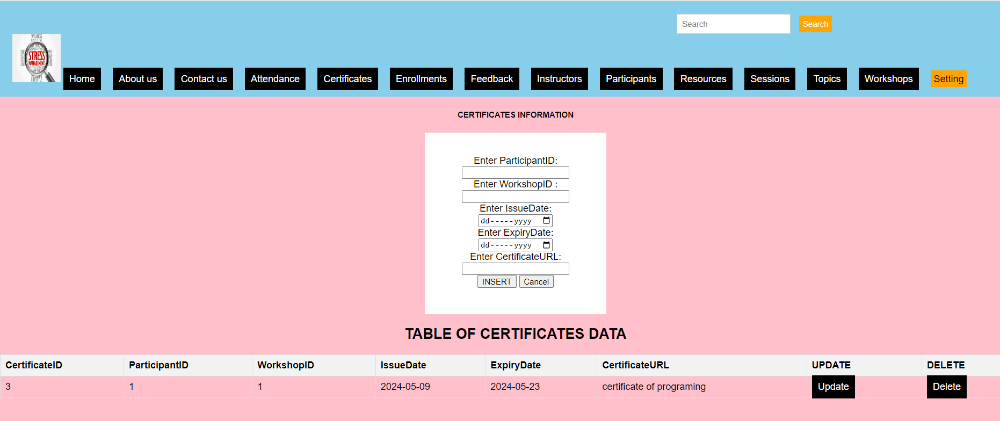 Search Search
WELLNESS
STRESS
MANAGEMENT
LIFESTYLE
Home About us Contact us Attendance Certificates Enrollments Feedback Instructors Participants Resources Sessions Topics Workshops Setting
CERTIFICATES INFORMATION
Enter ParticipantID:
Enter WorkshopID :
Enter IssueDate:
dd-----yyyy
Enter ExpiryDate:
dd-----yyyy
Enter CertificateURL:
INSERT Cancel
TABLE OF CERTIFICATES DATA
CertificateID ParticipantID WorkshopID IssueDate ExpiryDate CertificateURL UPDATE DELETE
3 1 1 2024-05-09 2024-05-23 certificate of programing Update Delete